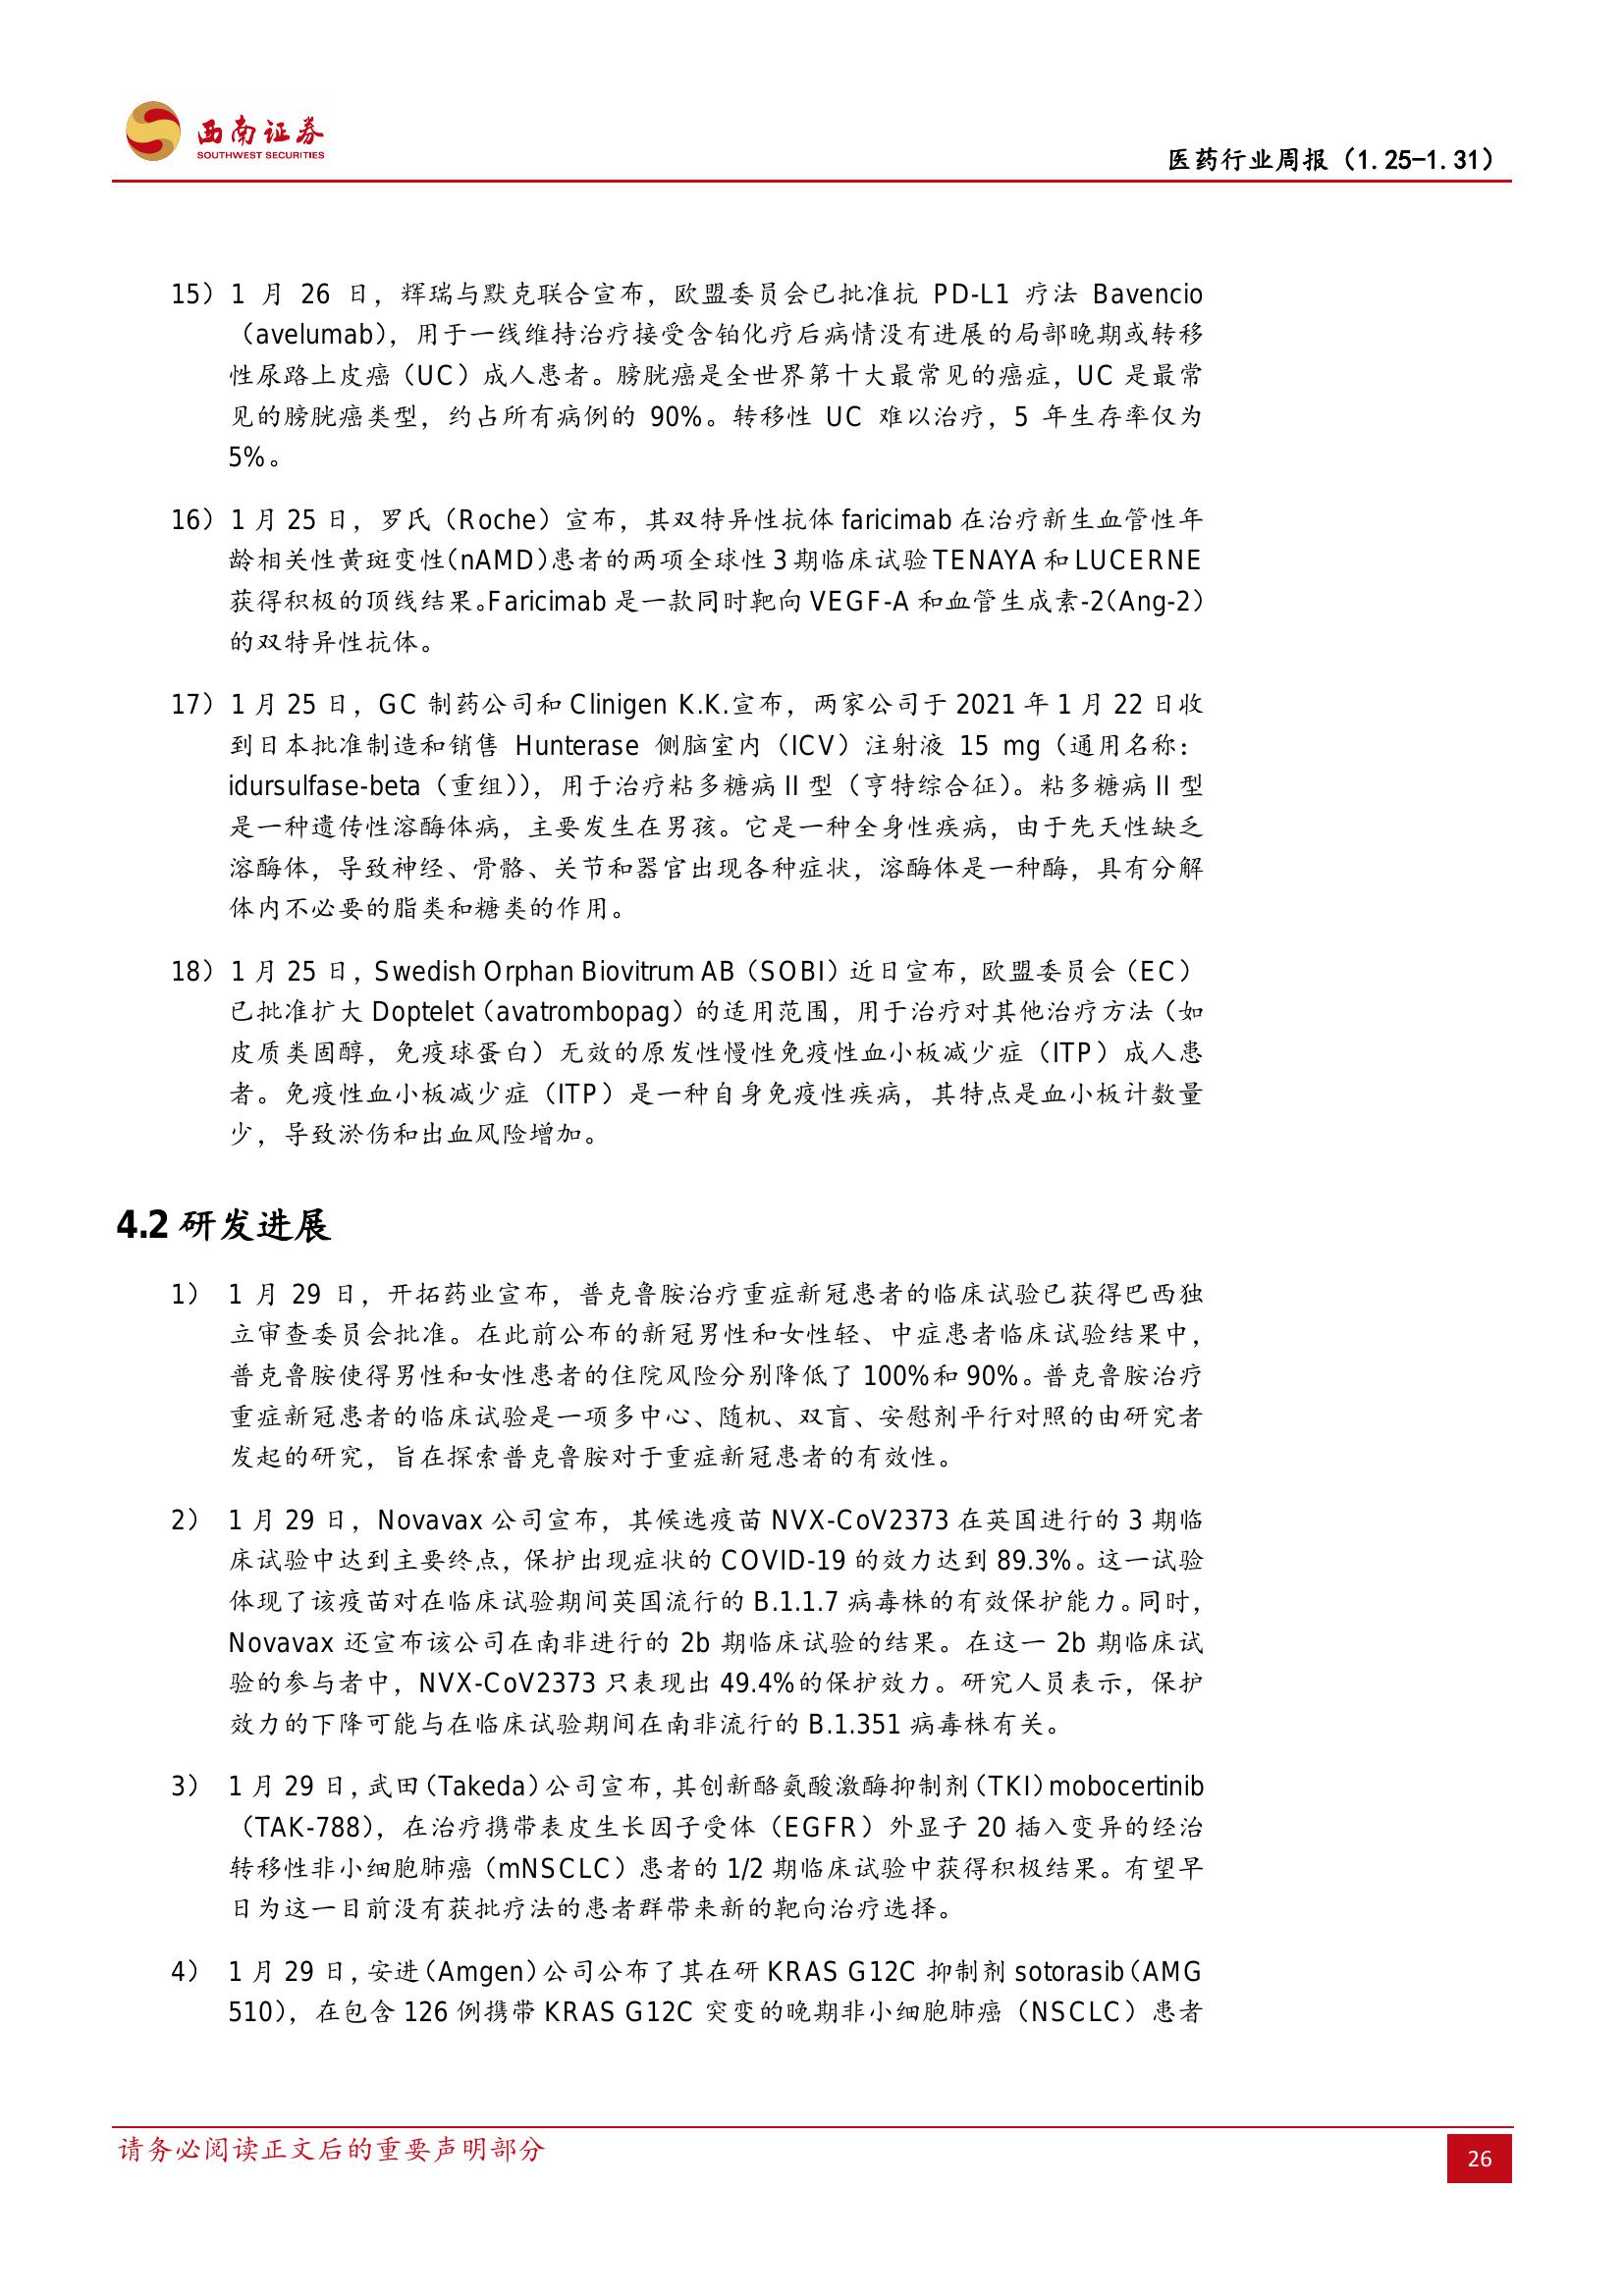 西南证券
SOUTHWEST SECURITIES
医药行业周报（1.25-1.31）
15）1 月 26 日，辉瑞与默克联合宣布，欧盟委员会已批准抗 PD-L1 疗法 Bavencio
（avelumab），用于一线维持治疗接受含铂化疗后病情没有进展的局部晚期或转移
性尿路上皮癌（UC）成人患者。膀胱癌是全世界第十大最常见的癌症，UC 是最常
见的膀胱癌类型，约占所有病例的 90%。转移性 UC 难以治疗，5 年生存率仅为
5%。
16）1 月 25 日，罗氏（Roche）宣布，其双特异性抗体 faricimab 在治疗新生血管性年
龄相关性黄斑变性（nAMD）患者的两项全球性 3 期临床试验 TENAYA 和 LUCERNE
获得积极的顶线结果。Faricimab 是一款同时靶向 VEGF-A 和血管生成素-2（Ang-2）
的双特异性抗体。
17）1 月 25 日，GC 制药公司和 Clinigen K.K.宣布，两家公司于 2021 年 1 月 22 日收
到日本批准制造和销售 Hunterase 侧脑室内（ICV）注射液 15 mg（通用名称：
idursulfase-beta（重组）），用于治疗粘多糖病 II 型（亨特综合征）。粘多糖病 II 型
是一种遗传性溶酶体病，主要发生在男孩。它是一种全身性疾病，由于先天性缺乏
溶酶体，导致神经、骨骼、关节和器官出现各种症状，溶酶体是一种酶，具有分解
体内不必要的脂类和糖类的作用。
18）1 月 25 日，Swedish Orphan Biovitrum AB（SOBI）近日宣布，欧盟委员会（EC）
已批准扩大 Doptelet（avatrombopag）的适用范围，用于治疗对其他治疗方法（如
皮质类固醇，免疫球蛋白）无效的原发性慢性免疫性血小板减少症（ITP）成人患
者。免疫性血小板减少症（ITP）是一种自身免疫性疾病，其特点是血小板计数量
少，导致淤伤和出血风险增加。
4.2 研发进展
1） 1 月 29 日，开拓药业宣布，普克鲁胺治疗重症新冠患者的临床试验已获得巴西独
立审查委员会批准。在此前公布的新冠男性和女性轻、中症患者临床试验结果中，
普克鲁胺使得男性和女性患者的住院风险分别降低了 100%和 90%。普克鲁胺治疗
重症新冠患者的临床试验是一项多中心、随机、双盲、安慰剂平行对照的由研究者
发起的研究，旨在探索普克鲁胺对于重症新冠患者的有效性。
2） 1 月 29 日，Novavax 公司宣布，其候选疫苗 NVX-CoV2373 在英国进行的 3 期临
床试验中达到主要终点，保护出现症状的 COVID-19 的效力达到 89.3%。这一试验
体现了该疫苗对在临床试验期间英国流行的 B.1.1.7 病毒株的有效保护能力。同时，
Novavax 还宣布该公司在南非进行的 2b 期临床试验的结果。在这一 2b 期临床试
验的参与者中，NVX-CoV2373 只表现出 49.4%的保护效力。研究人员表示，保护
效力的下降可能与在临床试验期间在南非流行的 B.1.351 病毒株有关。
3） 1 月 29 日，武田（Takeda）公司宣布，其创新酪氨酸激酶抑制剂（TKI）mobocertinib
（TAK-788），在治疗携带表皮生长因子受体（EGFR）外显子 20 插入变异的经治
转移性非小细胞肺癌（mNSCLC）患者的 1/2 期临床试验中获得积极结果。有望早
日为这一目前没有获批疗法的患者群带来新的靶向治疗选择。
4） 1 月 29 日，安进（Amgen）公司公布了其在研 KRAS G12C 抑制剂 sotorasib（AMG
510），在包含 126 例携带 KRAS G12C 突变的晚期非小细胞肺癌（NSCLC）患者
请务必阅读正文后的重要声明部分
26